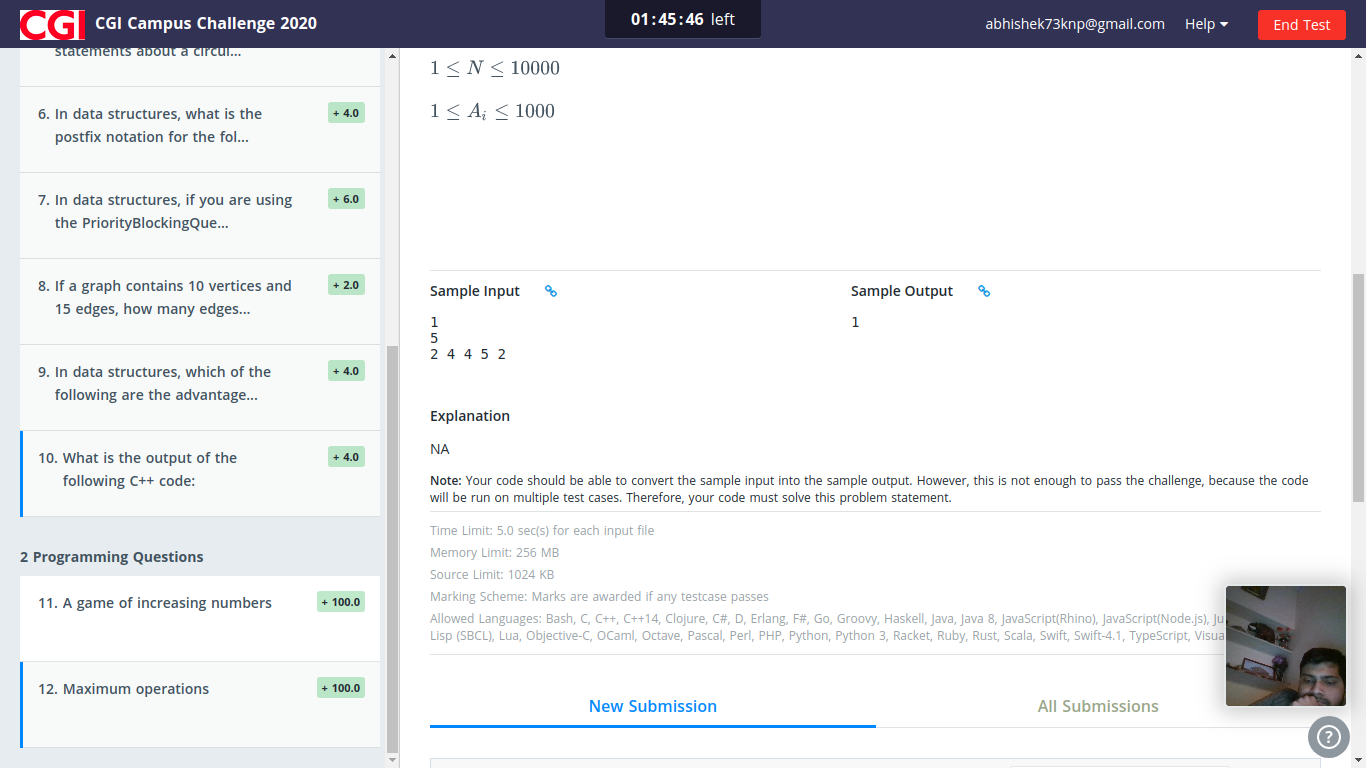 CGI CGI Campus Challenge 2020
01:45:46 left
abhishek73knp@gmail.com Help End Test
statements about a circul...
6. In data structures, what is the
postfix notation for the fol...
+ 4.0
7. In data structures, if you are using
the PriorityBlockingQue...
+ 6.0
8. If a graph contains 10 vertices and
15 edges, how many edges...
+ 2.0
9. In data structures, which of the
following are the advantage...
+ 4.0
10. What is the output of the
following C++ code:
+ 4.0
2 Programming Questions
11. A game of increasing numbers
+ 100.0
12. Maximum operations
+ 100.0
1 ≤ N ≤ 10000
1 ≤ Aᵢ ≤ 1000
Sample Input
1
5
2 4 4 5 2
Sample Output
1
Explanation
NA
Note: Your code should be able to convert the sample input into the sample output. However, this is not enough to pass the challenge, because the code
will be run on multiple test cases. Therefore, your code must solve this problem statement.
Time Limit: 5.0 sec(s) for each input file
Memory Limit: 256 MB
Source Limit: 1024 KB
Marking Scheme: Marks are awarded if any testcase passes
Allowed Languages: Bash, C, C++, C++14, Clojure, C#, D, Erlang, F#, Go, Groovy, Haskell, Java, Java 8, JavaScript(Rhino), JavaScript(Node.js), Ju
Lisp (SBCL), Lua, Objective-C, OCaml, Octave, Pascal, Perl, PHP, Python, Python 3, Racket, Ruby, Rust, Scala, Swift, Swift-4.1, TypeScript, Visua
New Submission
All Submissions
?